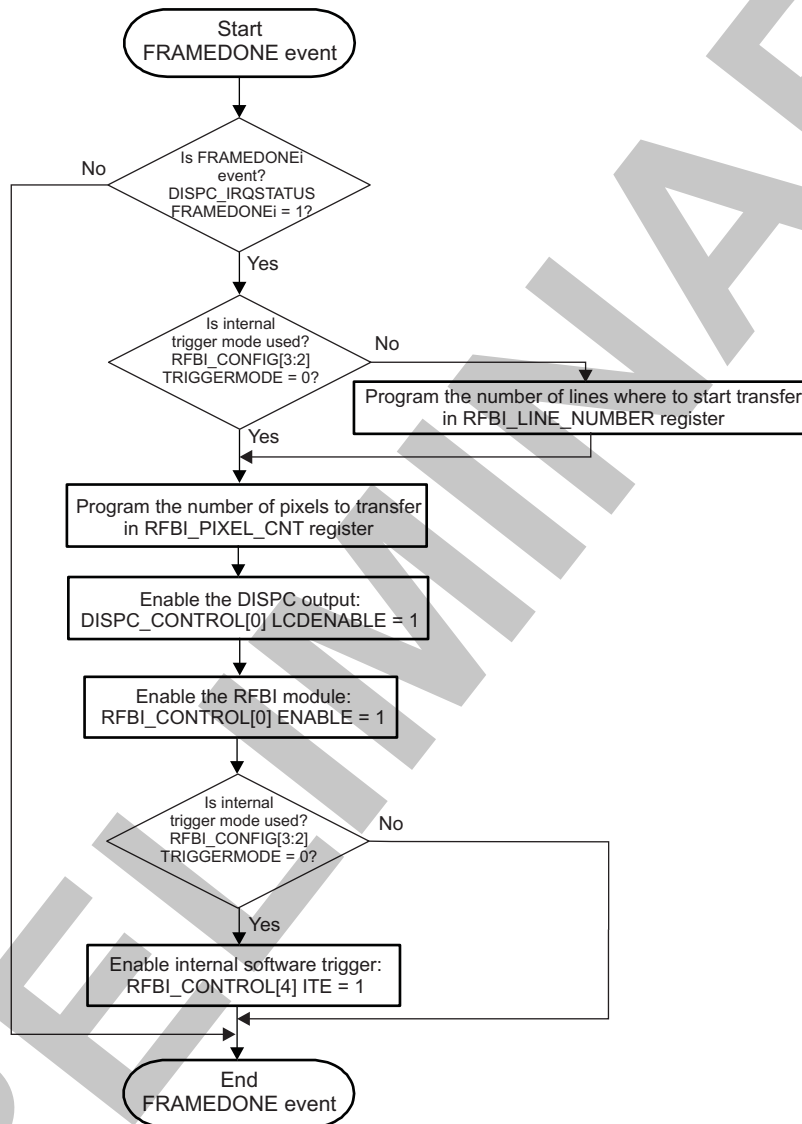 Start
FRAMEDONE event
Is FRAMEDONEi
event?
DISPC_IRQSTATUS
FRAMEDONEi = 1?
No
Yes
Is internal
trigger mode used?
RFBI_CONFIG[3:2]
TRIGGERMODE = 0?
No
Program the number of lines where to start transfer
in RFBI_LINE_NUMBER register
Yes
Program the number of pixels to transfer
in RFBI_PIXEL_CNT register
Enable the DISPC output:
DISPC_CONTROL[0] LCDENABLE = 1
Enable the RFBI module:
RFBI_CONTROL[0] ENABLE = 1
Is internal
trigger mode used?
RFBI_CONFIG[3:2]
TRIGGERMODE = 0?
No
Yes
Enable internal software trigger:
RFBI_CONTROL[4] ITE = 1
End
FRAMEDONE event
PRELIMINAR